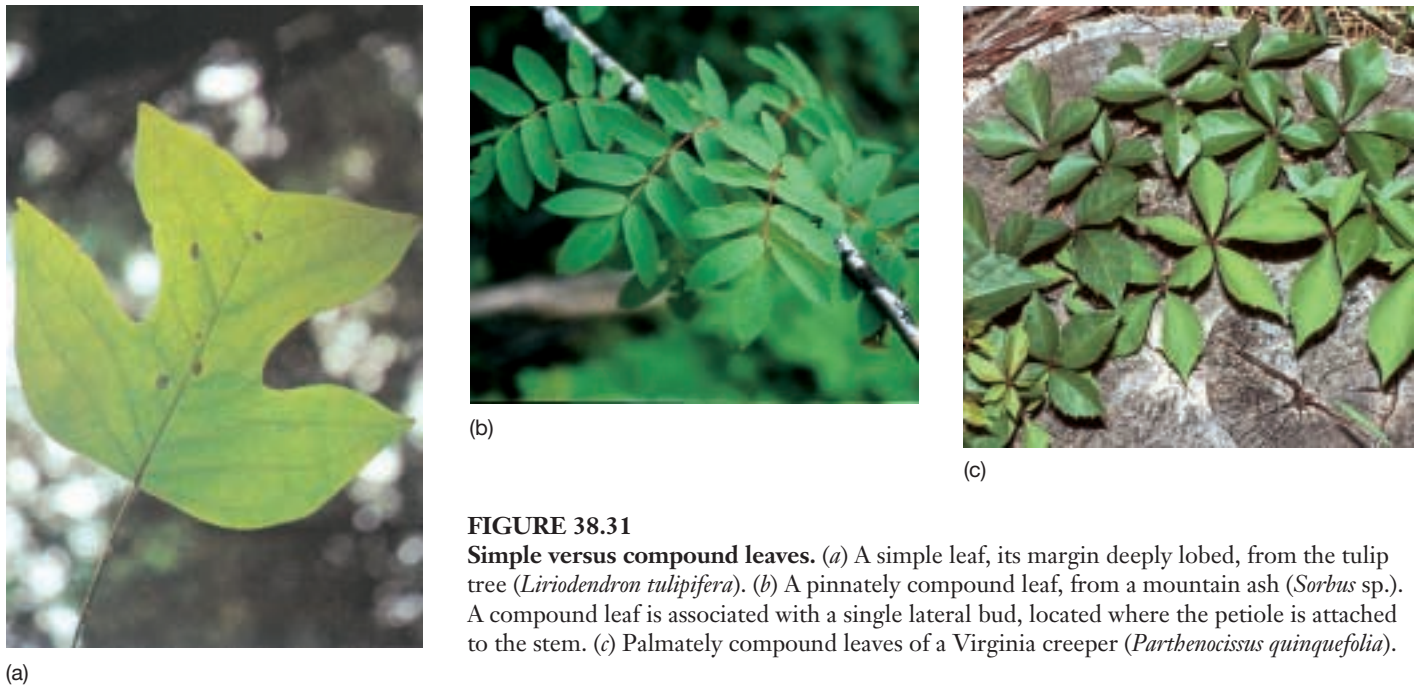 (a)
(b)
(c)
FIGURE 38.31
Simple versus compound leaves. (a) A simple leaf, its margin deeply lobed, from the tulip
tree (Liriodendron tulipifera). (b) A pinnately compound leaf, from a mountain ash (Sorbus sp.).
A compound leaf is associated with a single lateral bud, located where the petiole is attached
to the stem. (c) Palmately compound leaves of a Virginia creeper (Parthenocissus quinquefolia).